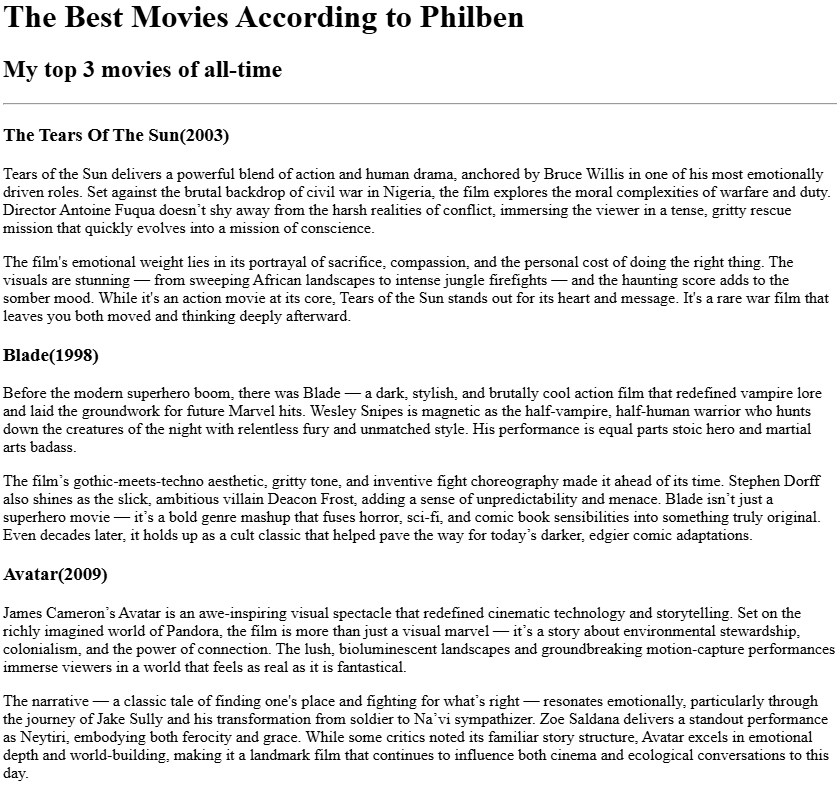 The Best Movies According to Philben
My top 3 movies of all-time
The Tears Of The Sun(2003)
Tears of the Sun delivers a powerful blend of action and human drama, anchored by Bruce Willis in one of his most emotionally
driven roles. Set against the brutal backdrop of civil war in Nigeria, the film explores the moral complexities of warfare and duty.
Director Antoine Fuqua doesn’t shy away from the harsh realities of conflict, immersing the viewer in a tense, gritty rescue
mission that quickly evolves into a mission of conscience.
The film's emotional weight lies in its portrayal of sacrifice, compassion, and the personal cost of doing the right thing. The
visuals are stunning — from sweeping African landscapes to intense jungle firefights — and the haunting score adds to the
somber mood. While it's an action movie at its core, Tears of the Sun stands out for its heart and message. It's a rare war film that
leaves you both moved and thinking deeply afterward.
Blade(1998)
Before the modern superhero boom, there was Blade — a dark, stylish, and brutally cool action film that redefined vampire lore
and laid the groundwork for future Marvel hits. Wesley Snipes is magnetic as the half-vampire, half-human warrior who hunts
down the creatures of the night with relentless fury and unmatched style. His performance is equal parts stoic hero and martial
arts badass.
The film’s gothic-meets-techno aesthetic, gritty tone, and inventive fight choreography made it ahead of its time. Stephen Dorff
also shines as the slick, ambitious villain Deacon Frost, adding a sense of unpredictability and menace. Blade isn’t just a
superhero movie — it’s a bold genre mashup that fuses horror, sci-fi, and comic book sensibilities into something truly original.
Even decades later, it holds up as a cult classic that helped pave the way for today’s darker, edgier comic adaptations.
Avatar(2009)
James Cameron’s Avatar is an awe-inspiring visual spectacle that redefined cinematic technology and storytelling. Set on the
richly imagined world of Pandora, the film is more than just a visual marvel — it’s a story about environmental stewardship,
colonialism, and the power of connection. The lush, bioluminescent landscapes and groundbreaking motion-capture performances
immerse viewers in a world that feels as real as it is fantastical.
The narrative — a classic tale of finding one's place and fighting for what’s right — resonates emotionally, particularly through
the journey of Jake Sully and his transformation from soldier to Na’vi sympathizer. Zoe Saldana delivers a standout performance
as Neytiri, embodying both ferocity and grace. While some critics noted its familiar story structure, Avatar excels in emotional
depth and world-building, making it a landmark film that continues to influence both cinema and ecological conversations to this
day.